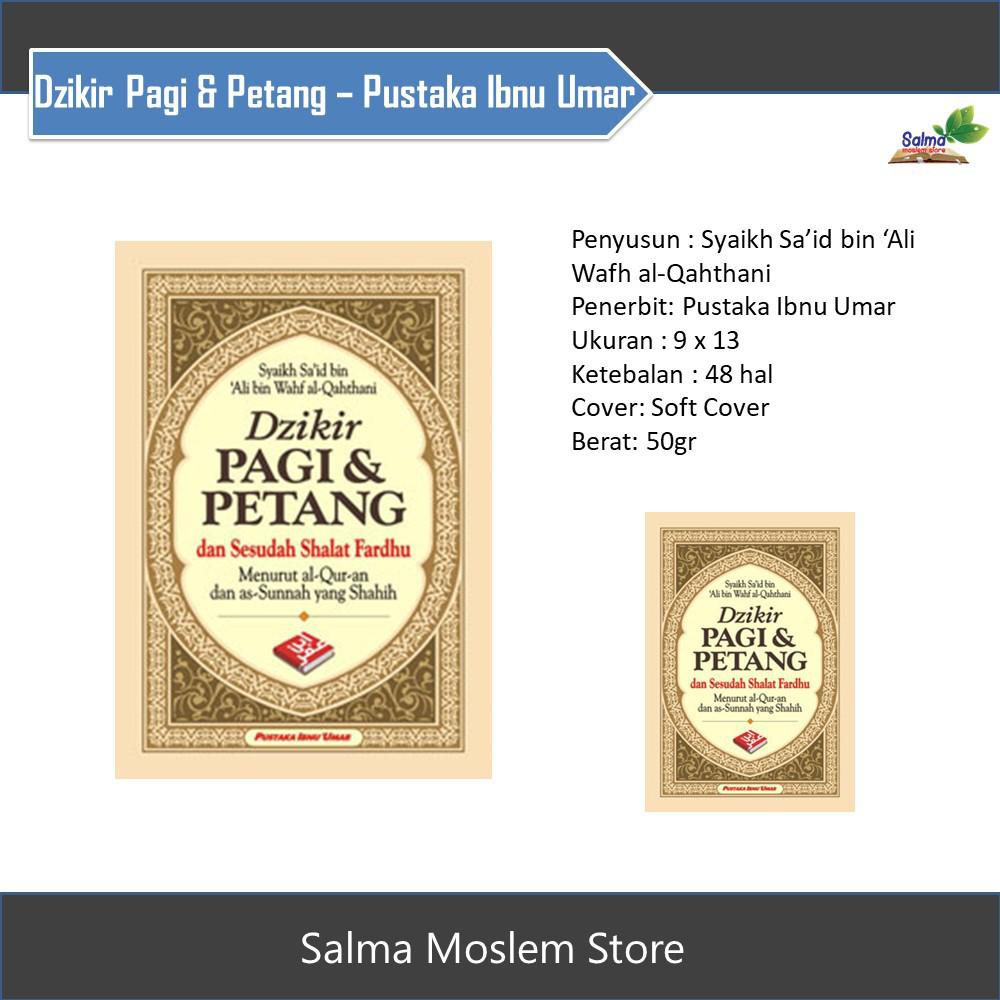 Dzikir Pagi & Petang – Pustaka Ibnu Umar
Salma
moslem store
Penyusun : Syaikh Sa’id bin ‘Ali
Wafh al-Qahthani
Penerbit: Pustaka Ibnu Umar
Ukuran : 9 x 13
Ketebalan : 48 hal
Cover: Soft Cover
Berat: 50gr
Syaikh Sa'id bin
'Ali bin Wahf al-Qahthani
Dzikir
PAGI &
PETANG
dan Sesudah Shalat Fardhu
Menurut al-Qur-an
dan as-Sunnah yang Shahih
PUSTAKA IBNU 'UMAR
Syaikh Sa'id bin
'Ali bin Wahf al-Qahthani
Dzikir
PAGI &
PETANG
dan Sesudah Shalat Fardhu
Menurut al-Qur-an
dan as-Sunnah yang Shahih
PUSTAKA IBNU 'UMAR
Salma Moslem Store